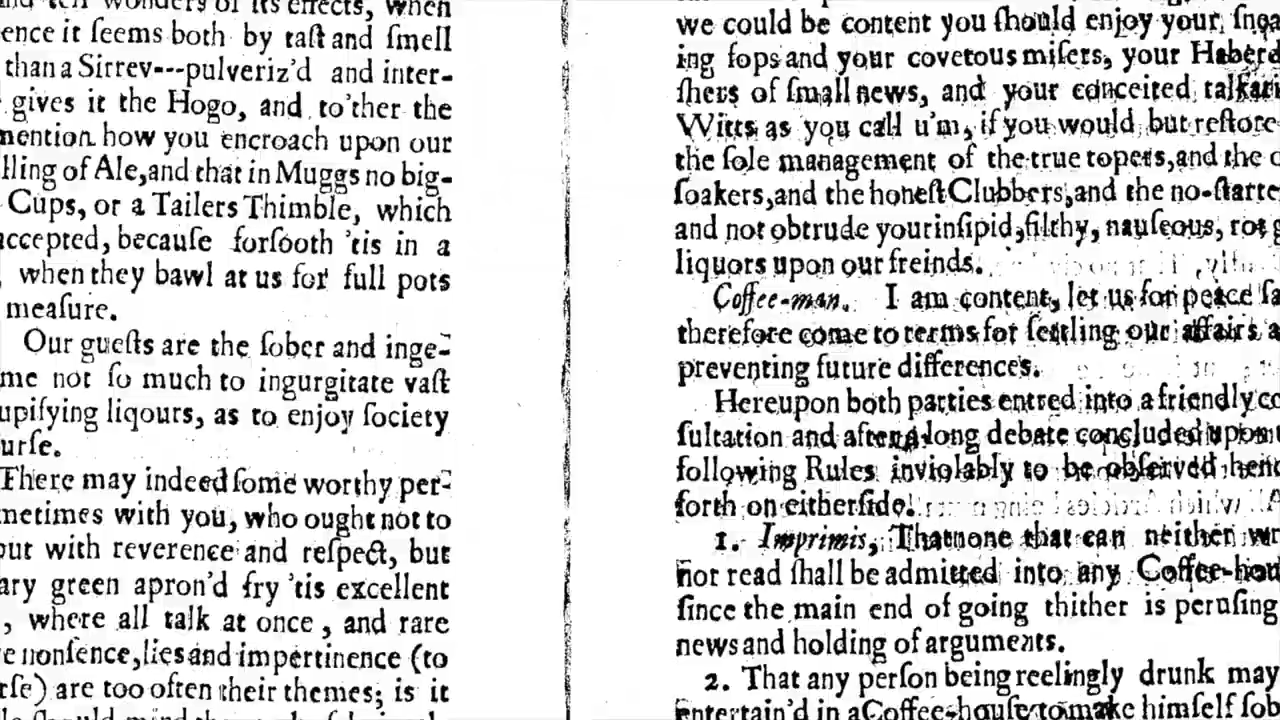 wonders of its effects, when
ence it ſeems both by taſt and ſmell
than a Sirrev---pulveriz'd and inter-
gives it the Hogo, and to'ther the
mention how you encroach upon our
lling of Ale,and that in Muggs no big-
Cups, or a Tailers Thimble, which
accepted, becauſe forſooth 'tis in a
when they bawl at us for full pots
meaſure.
Our gueſts are the ſober and inge-
me not ſo much to ingurgitate vaſt
upifying liqours, as to enjoy ſociety
urſe.
There may indeed ſome worthy per-
metimes with you, who ought not to
out with reverence and reſpect, but
ary green apron'd fry 'tis excellent
, where all talk at once , and rare
e nonſence,lies and impertinence (to
rſe) are too often their themes; is it
we could be content you ſhould enjoy your
ing fops and your covetous miſers, your Haberd
ſhers of ſmall news, and your conceited talkati
Witts as you call u'm, if you would but reſtore
the ſole management of the true topers,and the
ſoakers,and the honeſt Clubbers,and the no-ſtarte
and not obtrude your inſipid,filthy, nauſeous, rot
liquors upon our freinds.
Coffee-man. I am content, let us for peace ſa
therefore come to terms for ſettling our affairs a
preventing future differences.
Hereupon both parties entred into a friendly co
ſultation and after a long debate concluded upon
following Rules inviolably to be obſerved henc
forth on either ſide.
1. Imprimis, That none that can neither wr
nor read ſhall be admitted into any Coffee-hou
ſince the main end of going thither is peruſing
news and holding of arguments.
2. That any perſon being reelingly drunk may
entertain'd in a Coffee-houſe to make himſelf ſob